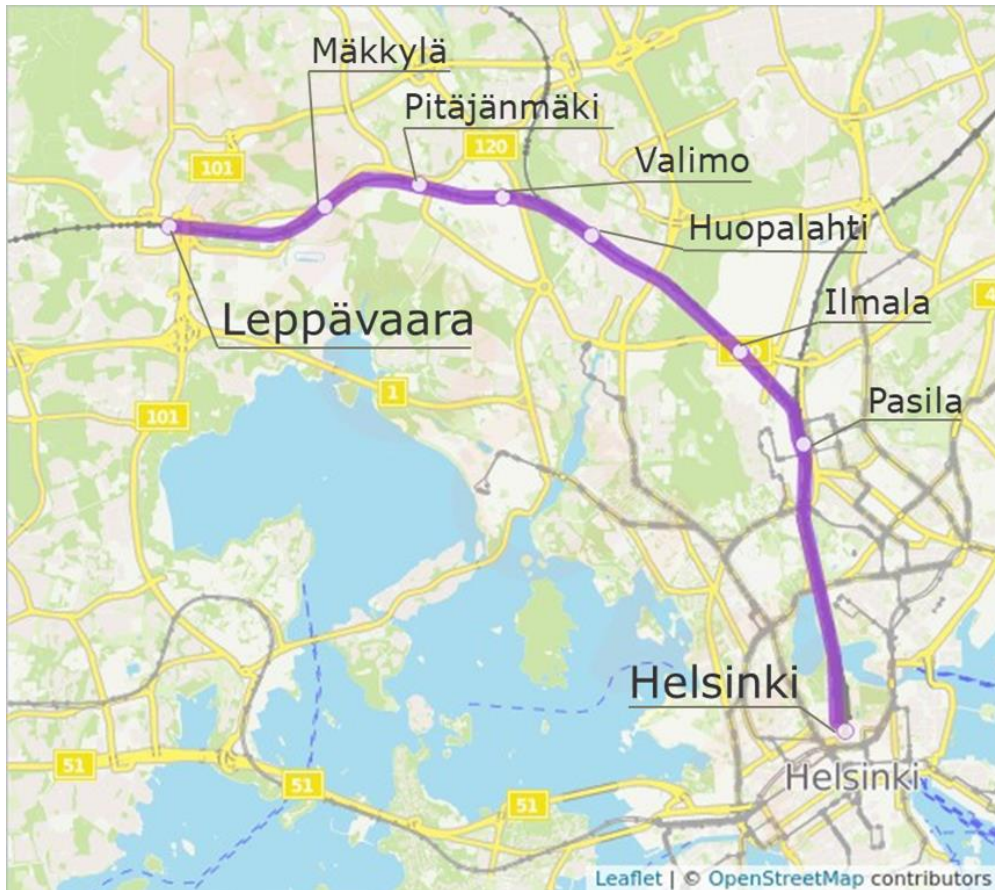 Mäkkylä
Pitäjänmäki
120
Valimo
101
Huopalahti
Leppävaara
Ilmala
4
1
Pasila
101
Helsinki
51
Helsinki
51
51
Leaflet | © OpenStreetMap contributors